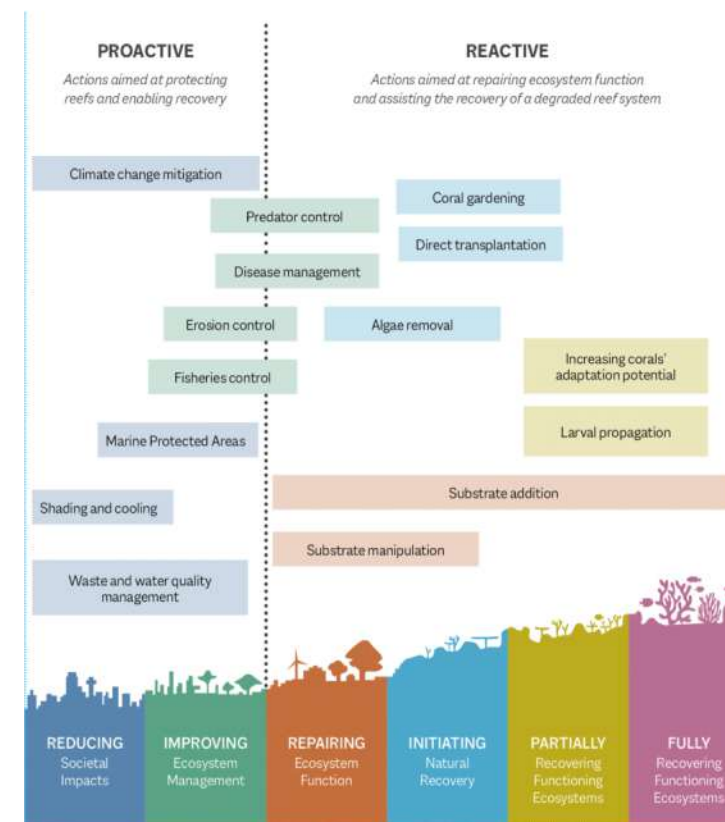 PROACTIVE
Actions aimed at protecting
reefs and enabling recovery
REACTIVE
Actions aimed at repairing ecosystem function
and assisting the recovery of a degraded reef system
Climate change mitigation
Coral gardening
Predator control
Direct transplantation
Disease management
Erosion control
Algae removal
Increasing corals'
adaptation potential
Fisheries control
Marine Protected Areas
Larval propagation
Shading and cooling
Substrate addition
Substrate manipulation
Waste and water quality
management
REDUCING
Societal
Impacts
IMPROVING
Ecosystem
Management
REPAIRING
Ecosystem
Function
INITIATING
Natural
Recovery
PARTIALLY
Recovering
Functioning
Ecosystems
FULLY
Recovering
Functioning
Ecosystems